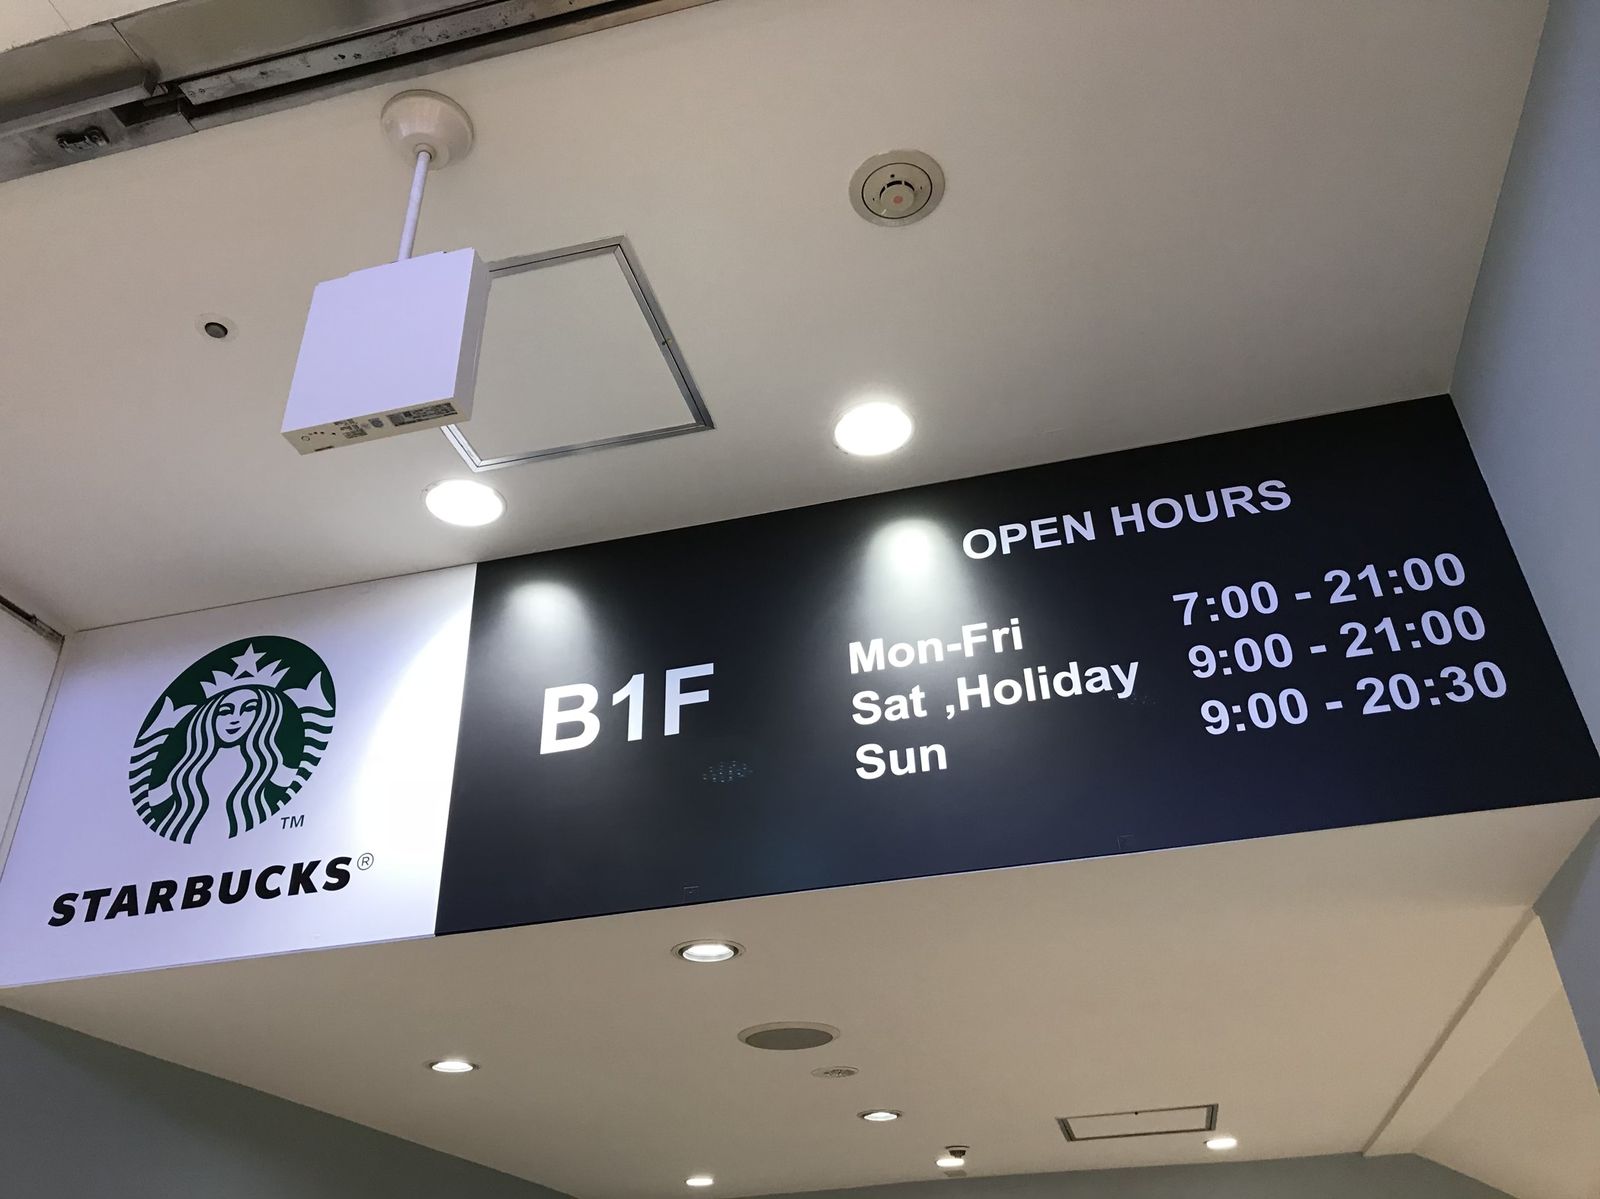 OPEN HOURS
Mon-Fri 7:00 - 21:00
Sat ,Holiday 9:00 - 21:00
Sun 9:00 - 20:30
B1F
TM
STARBUCKS®